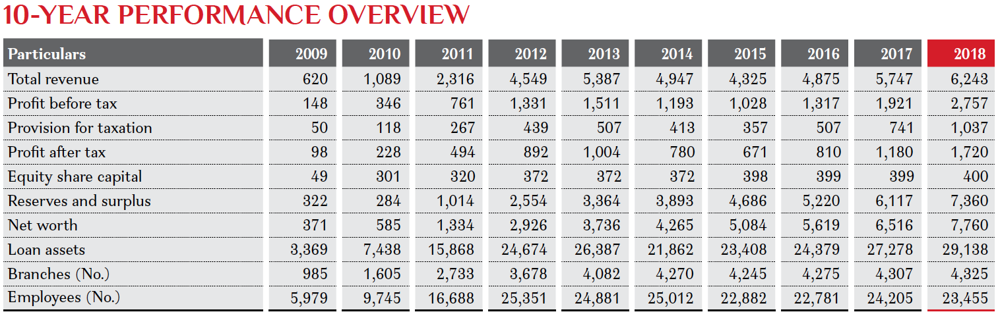 10-YEAR PERFORMANCE OVERVIEW
Particulars 2009 2010 2011 2012 2013 2014 2015 2016 2017 2018
Total revenue 620 1,089 2,316 4,549 5,387 4,947 4,325 4,875 5,747 6,243
Profit before tax 148 346 761 1,331 1,511 1,193 1,028 1,317 1,921 2,757
Provision for taxation 50 118 267 439 507 413 357 507 741 1,037
Profit after tax 98 228 494 892 1,004 780 671 810 1,180 1,720
Equity share capital 49 301 320 372 372 372 398 399 399 400
Reserves and surplus 322 284 1,014 2,554 3,364 3,893 4,686 5,220 6,117 7,360
Net worth 371 585 1,334 2,926 3,736 4,265 5,084 5,619 6,516 7,760
Loan assets 3,369 7,438 15,868 24,674 26,387 21,862 23,408 24,379 27,278 29,138
Branches (No.) 985 1,605 2,733 3,678 4,082 4,270 4,245 4,275 4,307 4,325
Employees (No.) 5,979 9,745 16,688 25,351 24,881 25,012 22,882 22,781 24,205 23,455